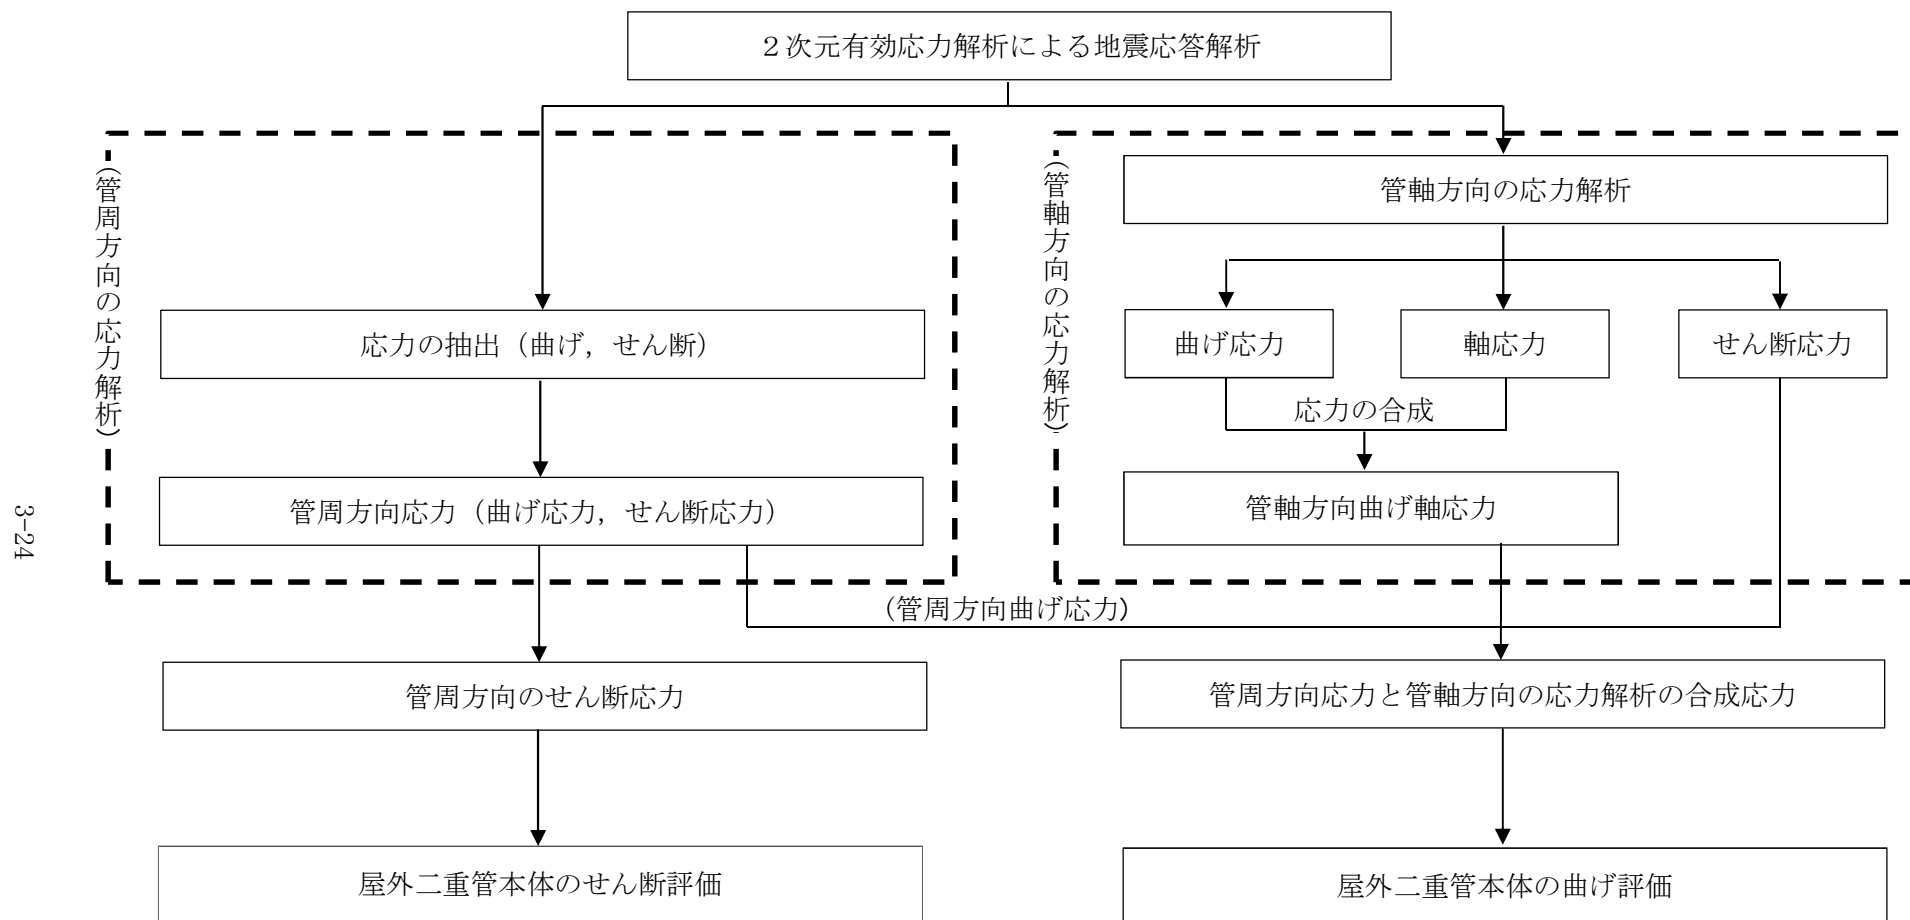 ２次元有効応力解析による地震応答解析
（管周方向の応力解析）
応力の抽出（曲げ，せん断）
管周方向応力（曲げ応力，せん断応力）
（管軸方向の応力解析）
管軸方向の応力解析
曲げ応力
軸応力
せん断応力
応力の合成
管軸方向曲げ軸応力
（管周方向曲げ応力）
管周方向のせん断応力
管周方向応力と管軸方向の応力解析の合成応力
屋外二重管本体のせん断評価
屋外二重管本体の曲げ評価
3-24